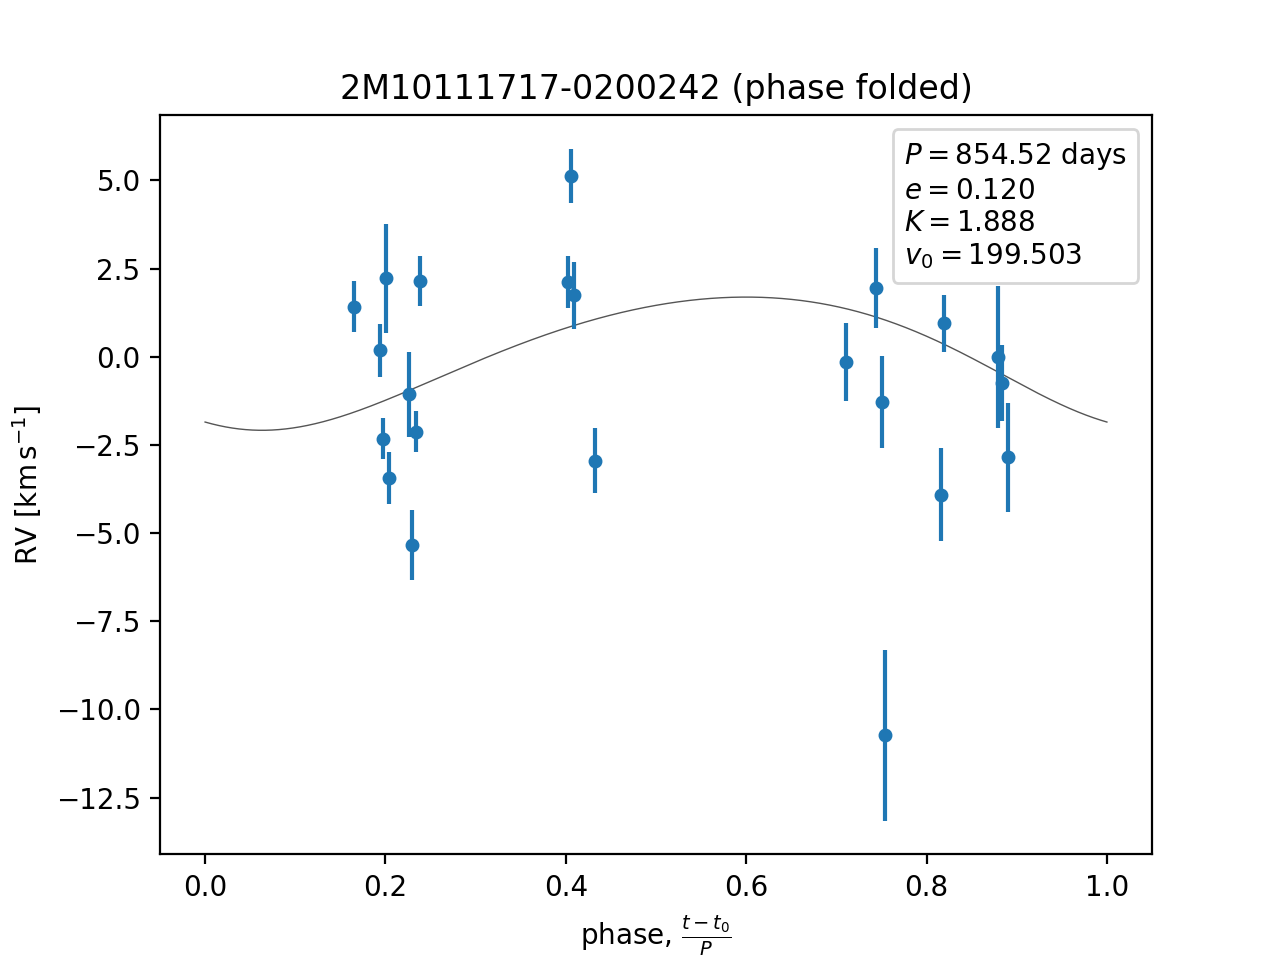 2M10111717-0200242 (phase folded)
P = 854.52 days
e = 0.120
K = 1.888
v₀ = 199.503
RV [km s⁻¹]
5.0
2.5
0.0
−2.5
−5.0
−7.5
−10.0
−12.5
0.0 0.2 0.4 0.6 0.8 1.0
phase, (t − t₀)/P